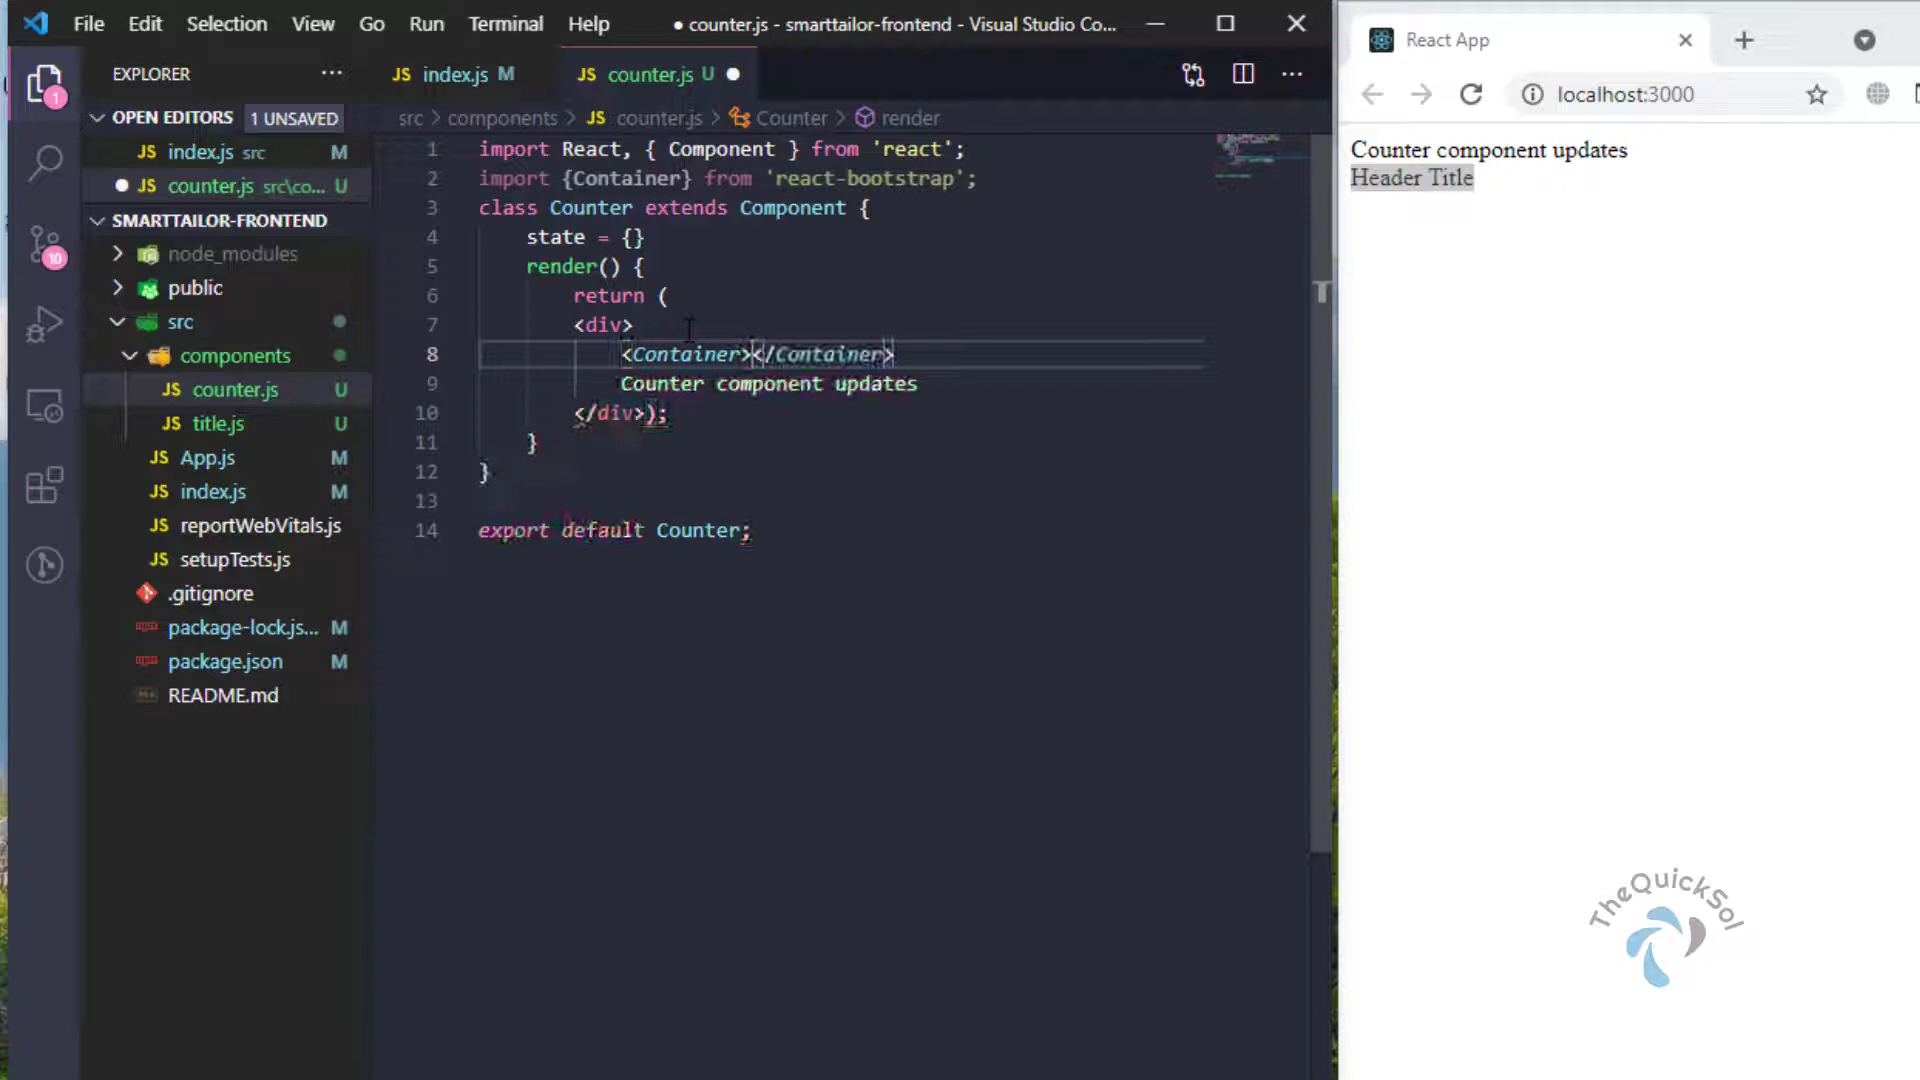 File Edit Selection View Go Run Terminal Help ● counter.js - smarttailor-frontend - Visual Studio Co...
EXPLORER
OPEN EDITORS 1 UNSAVED
JS index.js src M
JS counter.js src\co... U
SMARTTAILOR-FRONTEND
node_modules
public
src
components
JS counter.js U
JS title.js U
JS App.js M
JS index.js M
JS reportWebVitals.js
JS setupTests.js
.gitignore
package-lock.js... M
package.json M
README.md
1
10
JS index.js M
JS counter.js U
src > components > JS counter.js > Counter > render
1 import React, { Component } from 'react';
2 import {Container} from 'react-bootstrap';
3 class Counter extends Component {
4 state = {}
5 render() {
6 return (
7 <div>
8 <Container></Container>
9 Counter component updates
10 </div>);
11 }
12 }
13
14 export default Counter;
React App
localhost:3000
Counter component updates
Header Title
TheQuickSol